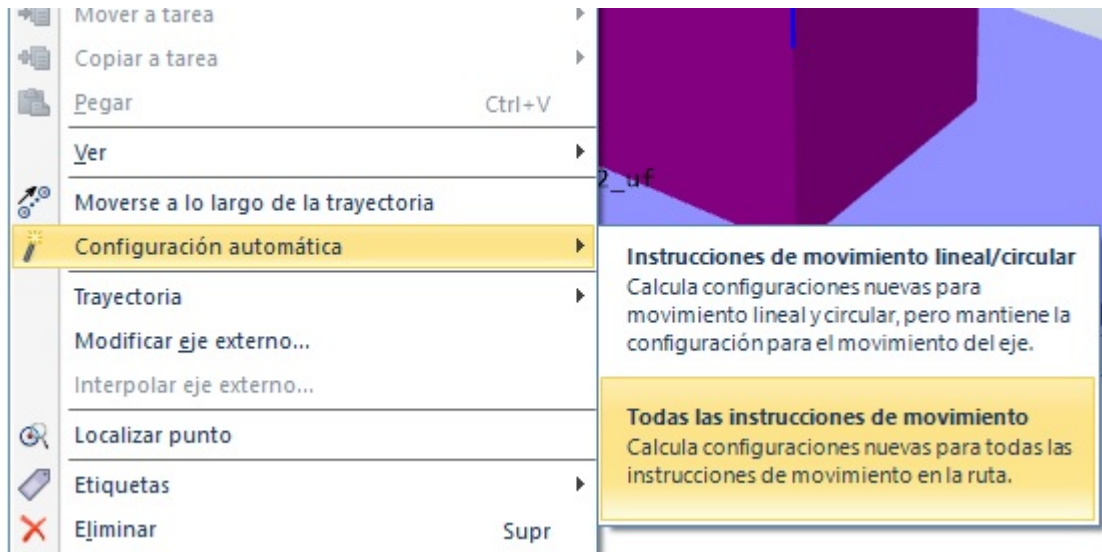 Mover a tarea
Copiar a tarea
Pegar Ctrl+V
Ver
2_uf
Moverse a lo largo de la trayectoria
Configuración automática
Trayectoria
Modificar eje externo...
Interpolar eje externo...
Localizar punto
Etiquetas
Eliminar Supr
Instrucciones de movimiento lineal/circular
Calcula configuraciones nuevas para
movimiento lineal y circular, pero mantiene la
configuración para el movimiento del eje.
Todas las instrucciones de movimiento
Calcula configuraciones nuevas para todas las
instrucciones de movimiento en la ruta.